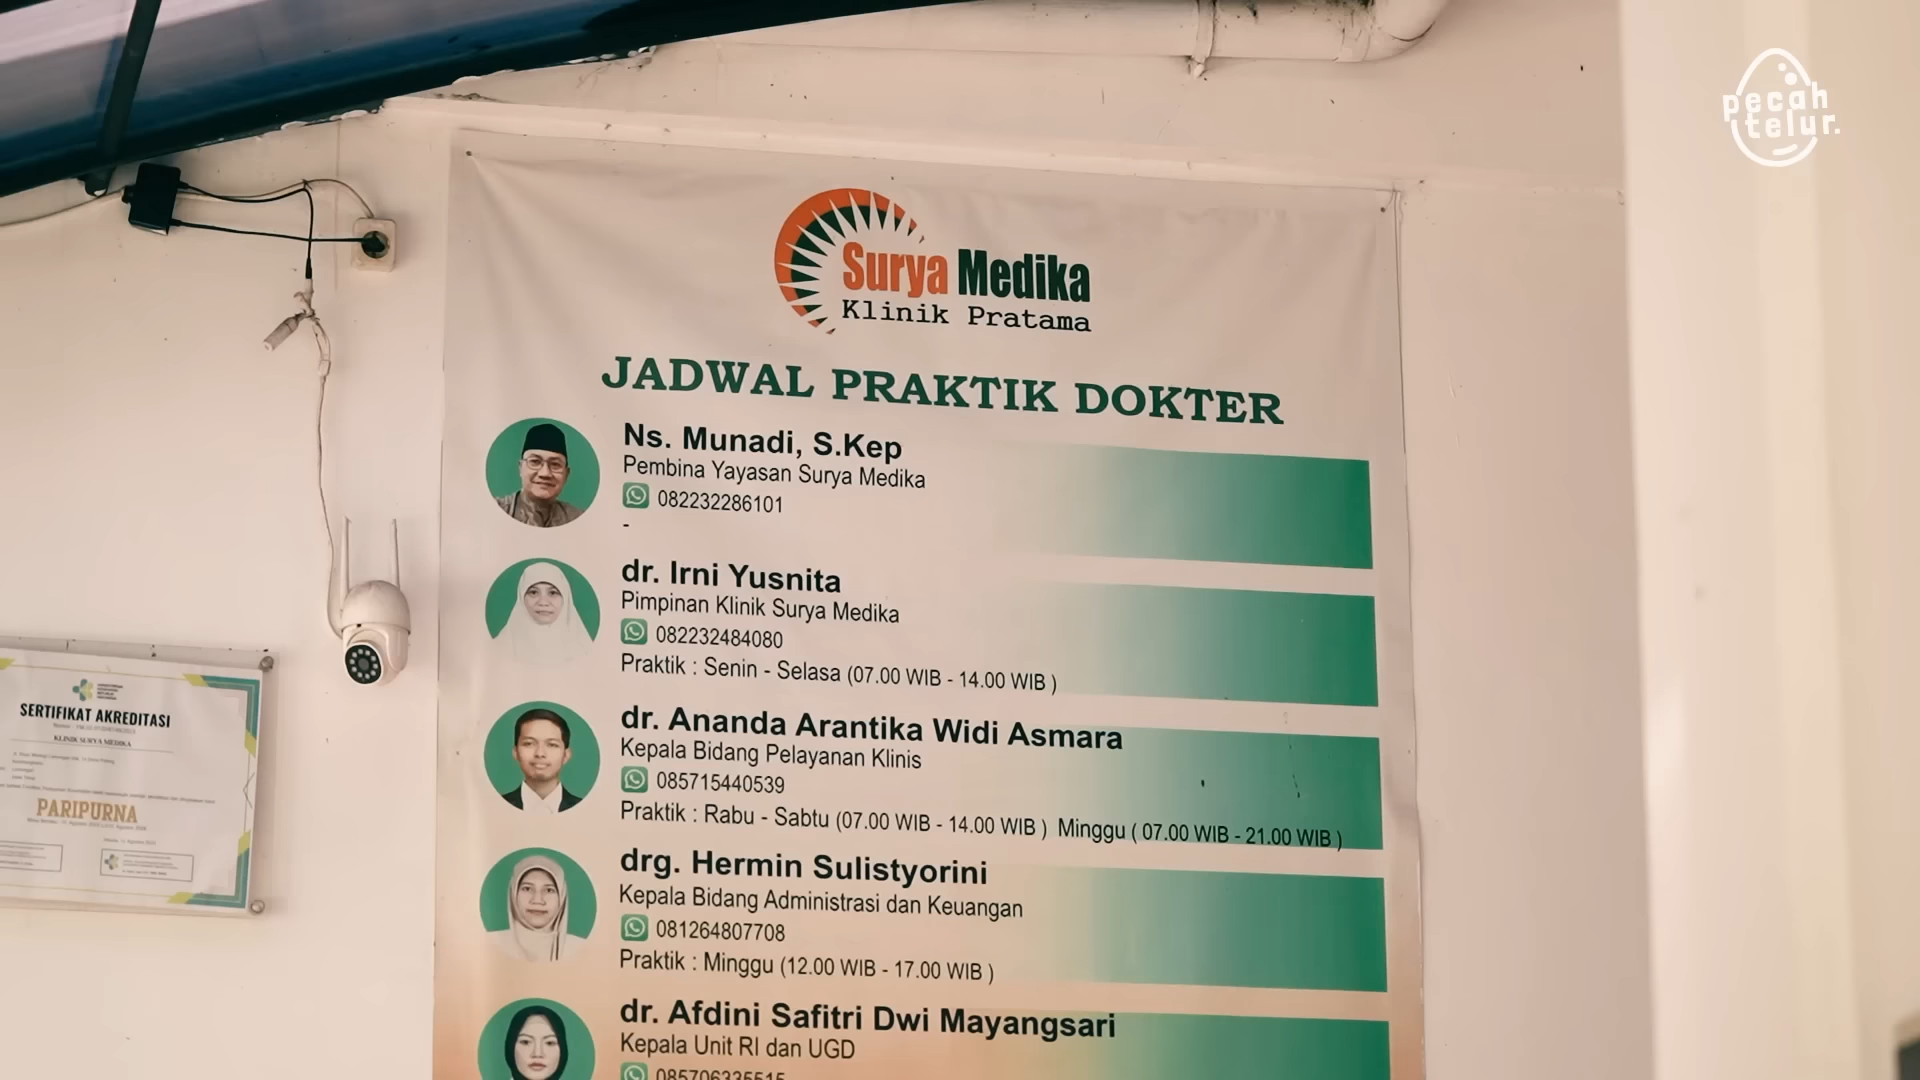 pecah
telur.
Surya Medika
Klinik Pratama
JADWAL PRAKTIK DOKTER
Ns. Munadi, S.Kep
Pembina Yayasan Surya Medika
082232286101
-
dr. Irni Yusnita
Pimpinan Klinik Surya Medika
082232484080
Praktik : Senin - Selasa (07.00 WIB - 14.00 WIB )
dr. Ananda Arantika Widi Asmara
Kepala Bidang Pelayanan Klinis
085715440539
Praktik : Rabu - Sabtu (07.00 WIB - 14.00 WIB ) Minggu ( 07.00 WIB - 21.00 WIB )
drg. Hermin Sulistyorini
Kepala Bidang Administrasi dan Keuangan
081264807708
Praktik : Minggu (12.00 WIB - 17.00 WIB )
dr. Afdini Safitri Dwi Mayangsari
Kepala Unit RI dan UGD
085706335515
SERTIFIKAT AKREDITASI
KLINIK SURYA MEDIKA
PARIPURNA